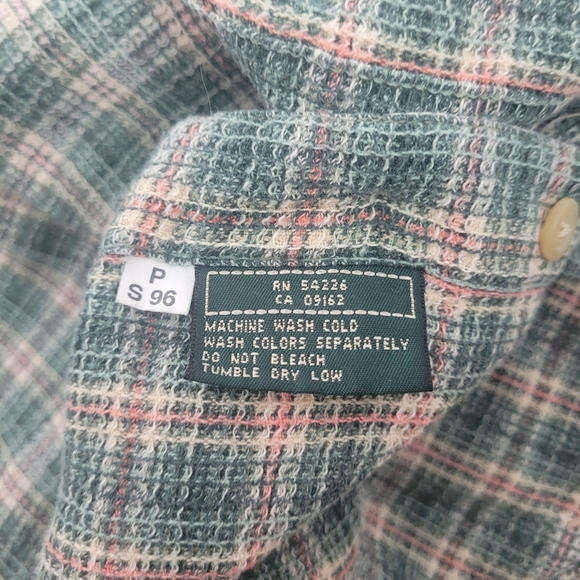 P
S 96
RN 54226
CA 09162
MACHINE WASH COLD
WASH COLORS SEPARATELY
DO NOT BLEACH
TUMBLE DRY LOW